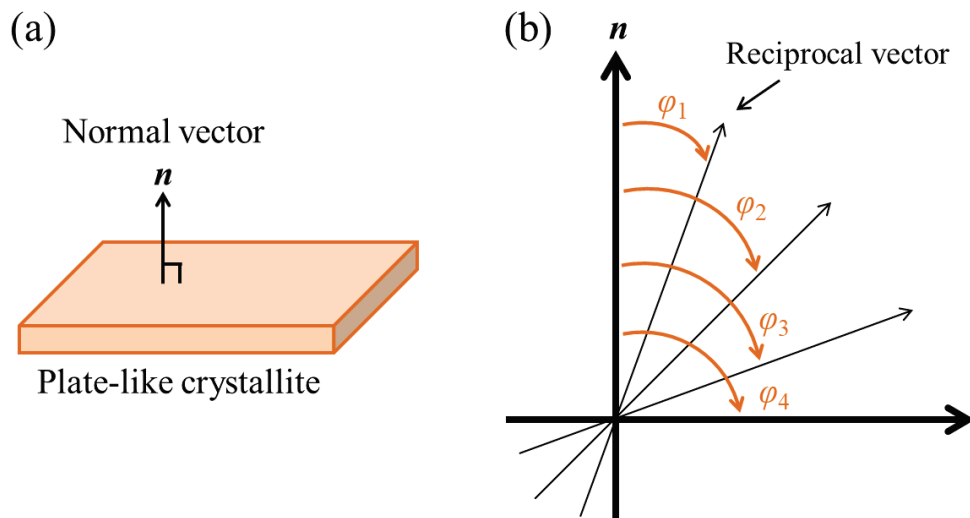 (a)
Normal vector
n
Plate-like crystallite
(b)
n
Reciprocal vector
φ1
φ2
φ3
φ4